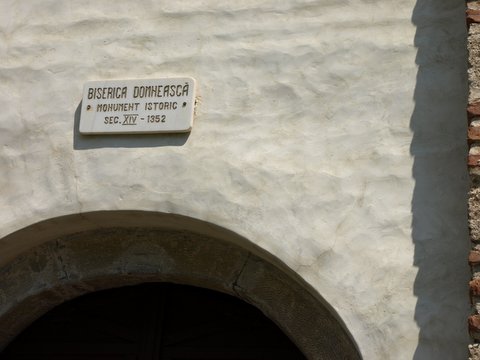 BISERICA DOMNEASCĂ
MONUMENT ISTORIC
SEC. XIV - 1352